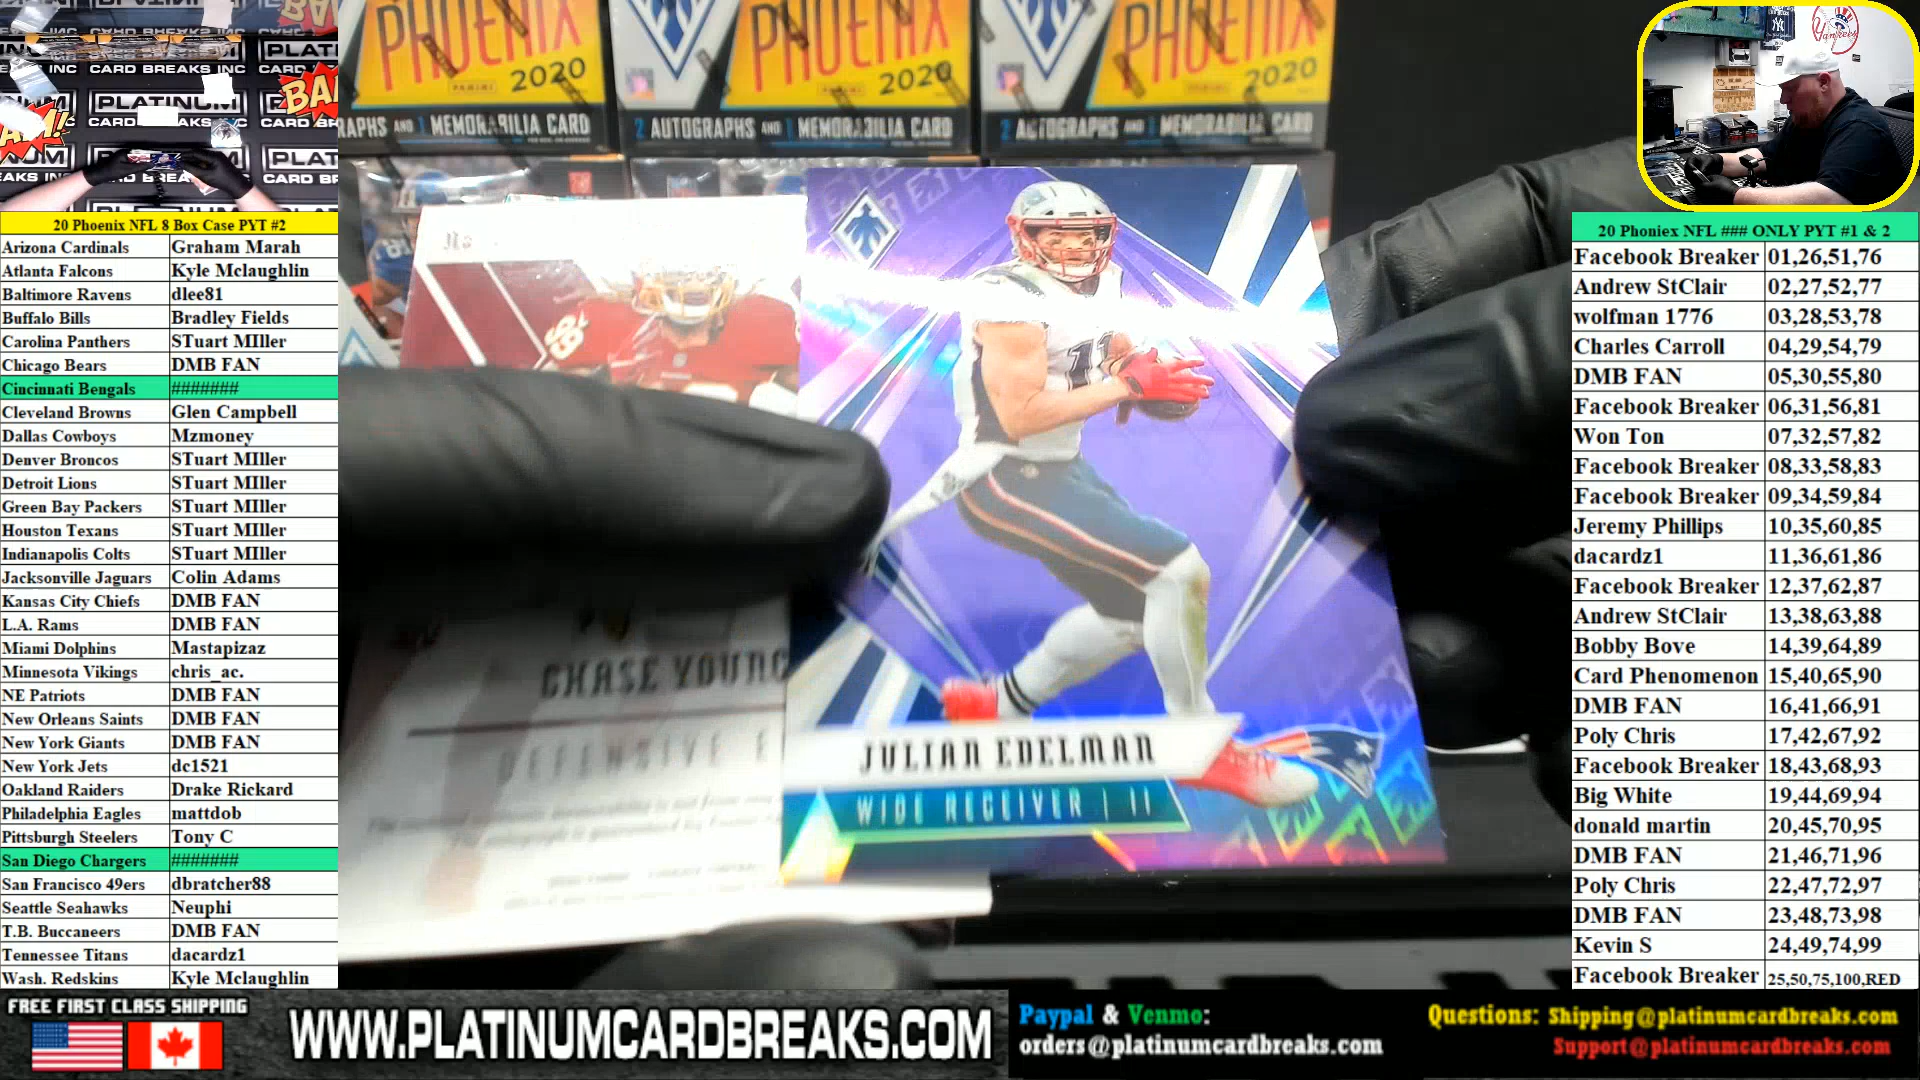 PLATINUM
CARD BREAKS INC
BAM!
PHOENIX
PANINI
2020
PHOENIX
PANINI
2020
PHOENIX
2020
2 AUTOGRAPHS AND 1 MEMORABILIA CARD
2 AUTOGRAPHS AND 1 MEMORABILIA CARD
Yankees
CHASE YOUNG
JULIAN EDELMAN
WIDE RECEIVER | 11
20 Phoenix NFL 8 Box Case PYT #2
Arizona Cardinals Graham Marah
Atlanta Falcons Kyle Mclaughlin
Baltimore Ravens dlee81
Buffalo Bills Bradley Fields
Carolina Panthers STuart MIller
Chicago Bears DMB FAN
Cincinnati Bengals #######
Cleveland Browns Glen Campbell
Dallas Cowboys Mzmoney
Denver Broncos STuart MIller
Detroit Lions STuart MIller
Green Bay Packers STuart MIller
Houston Texans STuart MIller
Indianapolis Colts STuart MIller
Jacksonville Jaguars Colin Adams
Kansas City Chiefs DMB FAN
L.A. Rams DMB FAN
Miami Dolphins Mastapizaz
Minnesota Vikings chris_ac.
NE Patriots DMB FAN
New Orleans Saints DMB FAN
New York Giants DMB FAN
New York Jets dc1521
Oakland Raiders Drake Rickard
Philadelphia Eagles mattdob
Pittsburgh Steelers Tony C
San Diego Chargers #######
San Francisco 49ers dbratcher88
Seattle Seahawks Neuphi
T.B. Buccaneers DMB FAN
Tennessee Titans dacardz1
Wash. Redskins Kyle Mclaughlin
20 Phoniex NFL ### ONLY PYT #1 & 2
Facebook Breaker 01,26,51,76
Andrew StClair 02,27,52,77
wolfman 1776 03,28,53,78
Charles Carroll 04,29,54,79
DMB FAN 05,30,55,80
Facebook Breaker 06,31,56,81
Won Ton 07,32,57,82
Facebook Breaker 08,33,58,83
Facebook Breaker 09,34,59,84
Jeremy Phillips 10,35,60,85
dacardz1 11,36,61,86
Facebook Breaker 12,37,62,87
Andrew StClair 13,38,63,88
Bobby Bove 14,39,64,89
Card Phenomenon 15,40,65,90
DMB FAN 16,41,66,91
Poly Chris 17,42,67,92
Facebook Breaker 18,43,68,93
Big White 19,44,69,94
donald martin 20,45,70,95
DMB FAN 21,46,71,96
Poly Chris 22,47,72,97
DMB FAN 23,48,73,98
Kevin S 24,49,74,99
Facebook Breaker 25,50,75,100,RED
FREE FIRST CLASS SHIPPING
WWW.PLATINUMCARDBREAKS.COM
Paypal & Venmo:
orders@platinumcardbreaks.com
Questions: Shipping@platinumcardbreaks.com
Support@platinumcardbreaks.com